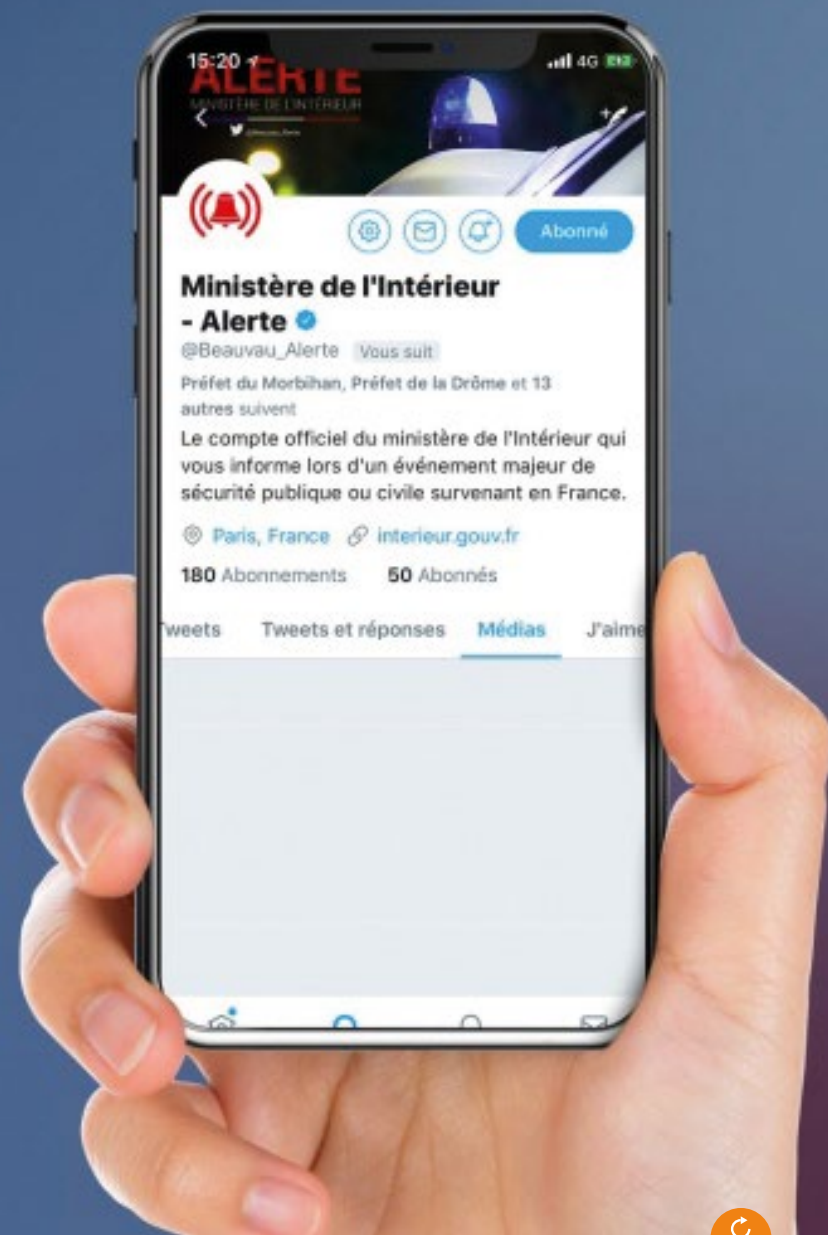 15:20
4G
ALERTE
MINISTÈRE DE L'INTÉRIEUR
Abonné
Ministère de l'Intérieur
- Alerte
@Beauvau_Alerte Vous suit
Préfet du Morbihan, Préfet de la Drôme et 13
autres suivent
Le compte officiel du ministère de l'Intérieur qui
vous informe lors d'un événement majeur de
sécurité publique ou civile survenant en France.
Paris, France interieur.gouv.fr
180 Abonnements 50 Abonnés
Tweets Tweets et réponses Médias J'aime